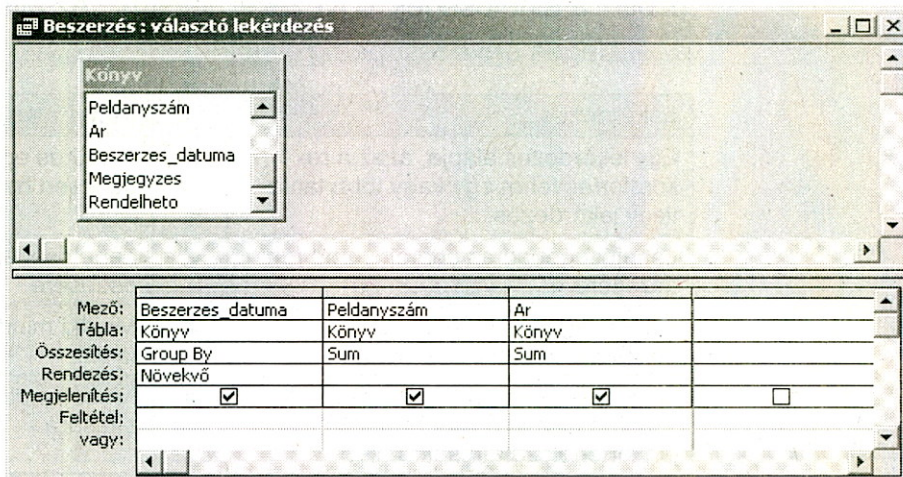 Beszerzés : választó lekérdezés
Könyv
Peldanyszám
Ar
Beszerzes_datuma
Megjegyzes
Rendelheto
Mező: Beszerzes_datuma Peldanyszám Ar
Tábla: Könyv Könyv Könyv
Összesítés: Group By Sum Sum
Rendezés: Növekvő
Megjelenítés:
Feltétel:
vagy: